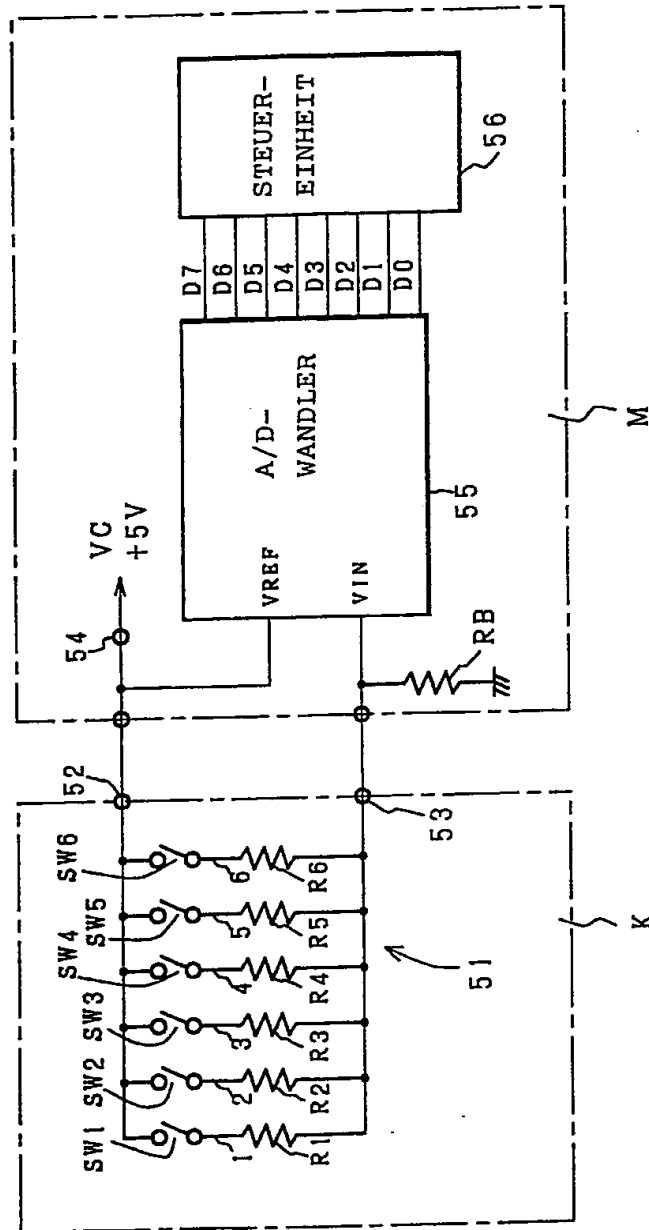 SW1
SW2
SW3
SW4
SW5
SW6
52
54
VC
+5V
1
2
3
4
5
6
R1
R2
R3
R4
R5
R6
51
53
K
VREF
VIN
A/D-
WANDLER
55
RB
D7
D6
D5
D4
D3
D2
D1
D0
STEUER-
EINHEIT
56
M